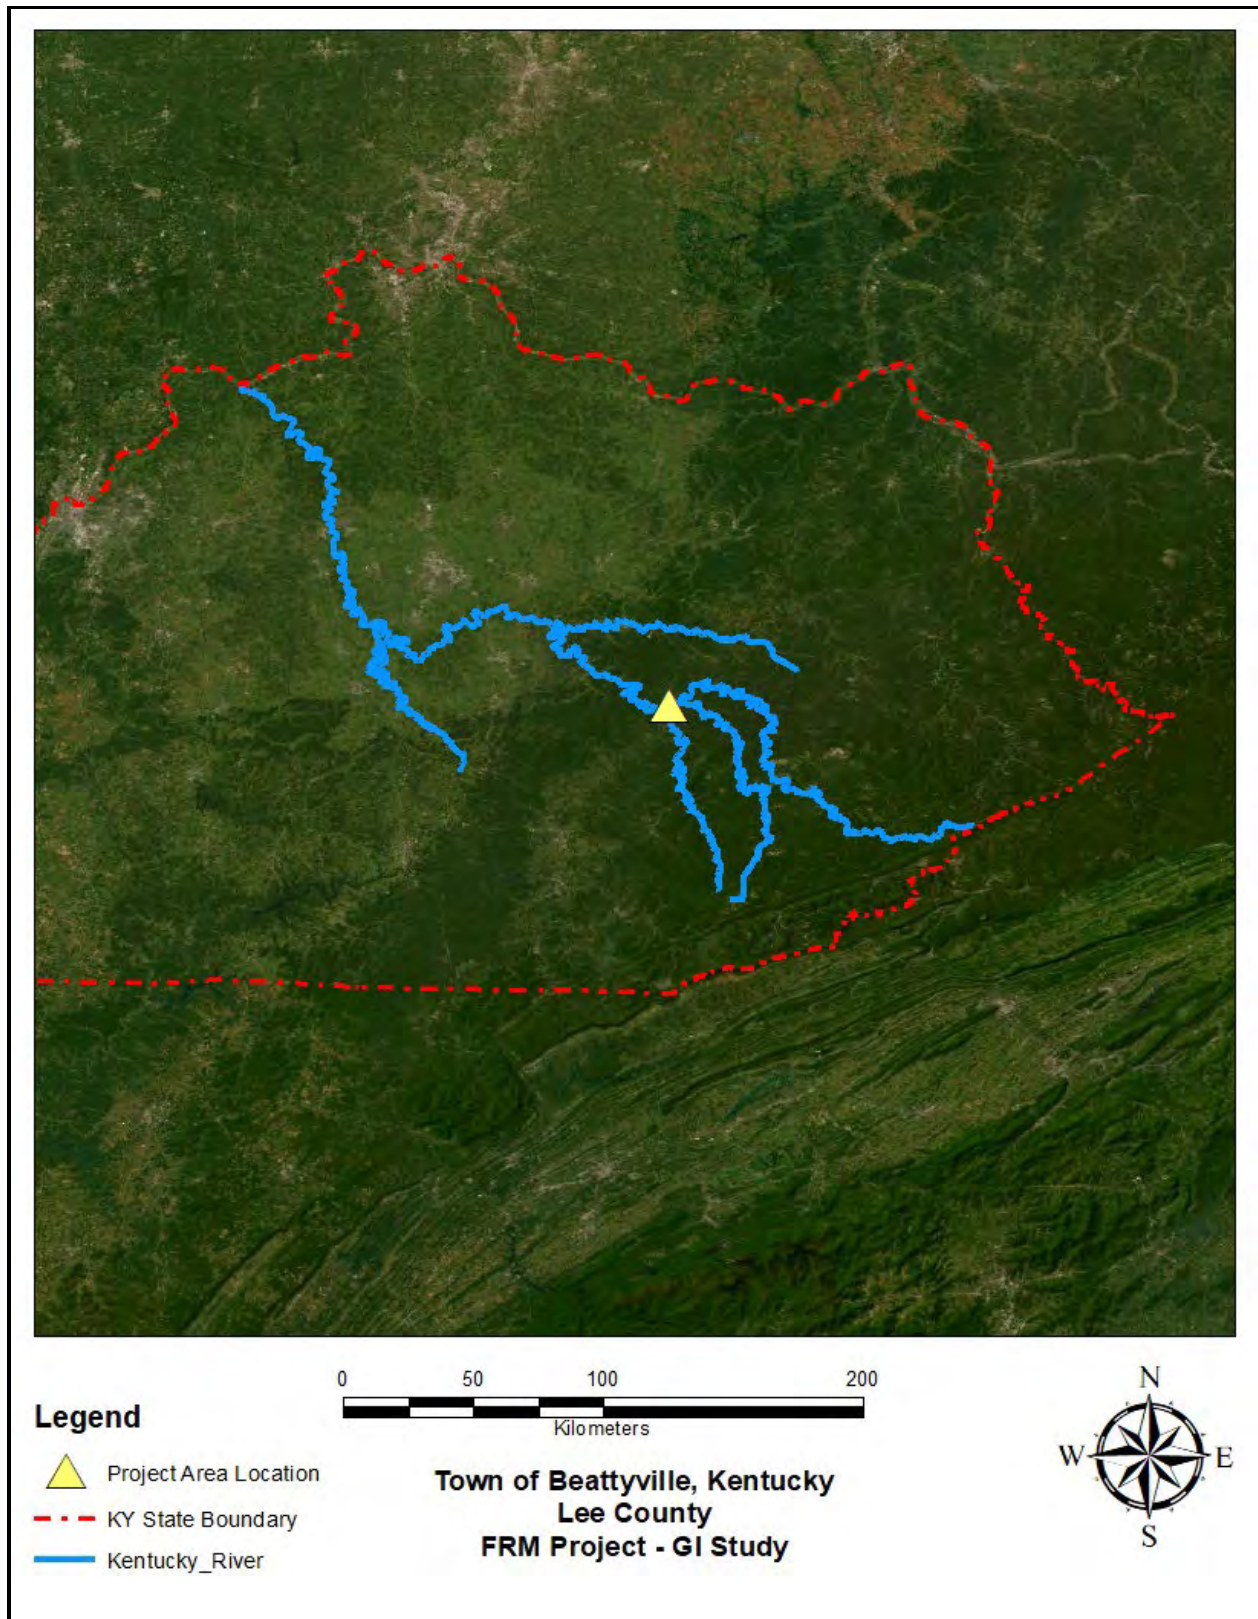 0 50 100 200
Kilometers
Legend
Project Area Location
KY State Boundary
Kentucky_River
Town of Beattyville, Kentucky
Lee County
FRM Project - GI Study
N
W E
S